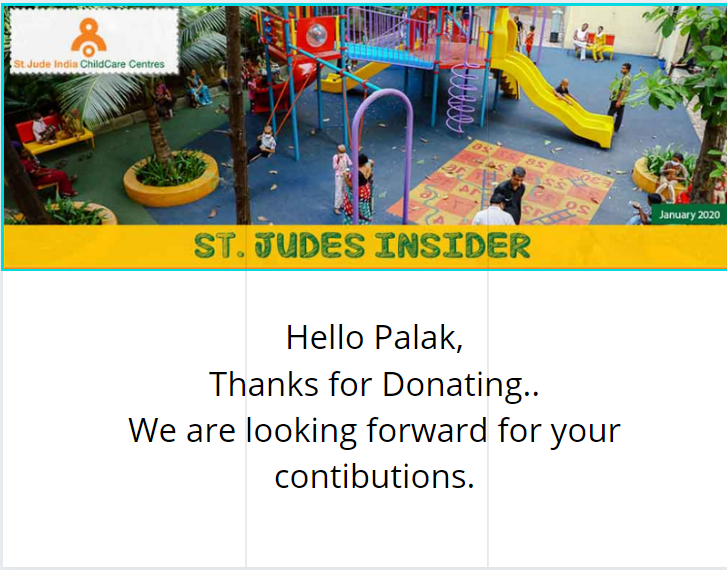 St Jude India ChildCare Centres
January 2020
ST. JUDES INSIDER
Hello Palak,
Thanks for Donating..
We are looking forward for your
contibutions.